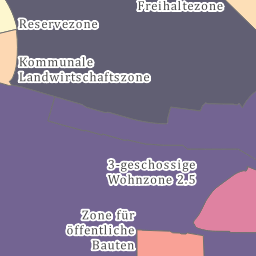 Freihaltezone
Reservezone
Kommunale
Landwirtschaftszone
3-geschossige
Wohnzone 2.5
Zone für
öffentliche
Bauten